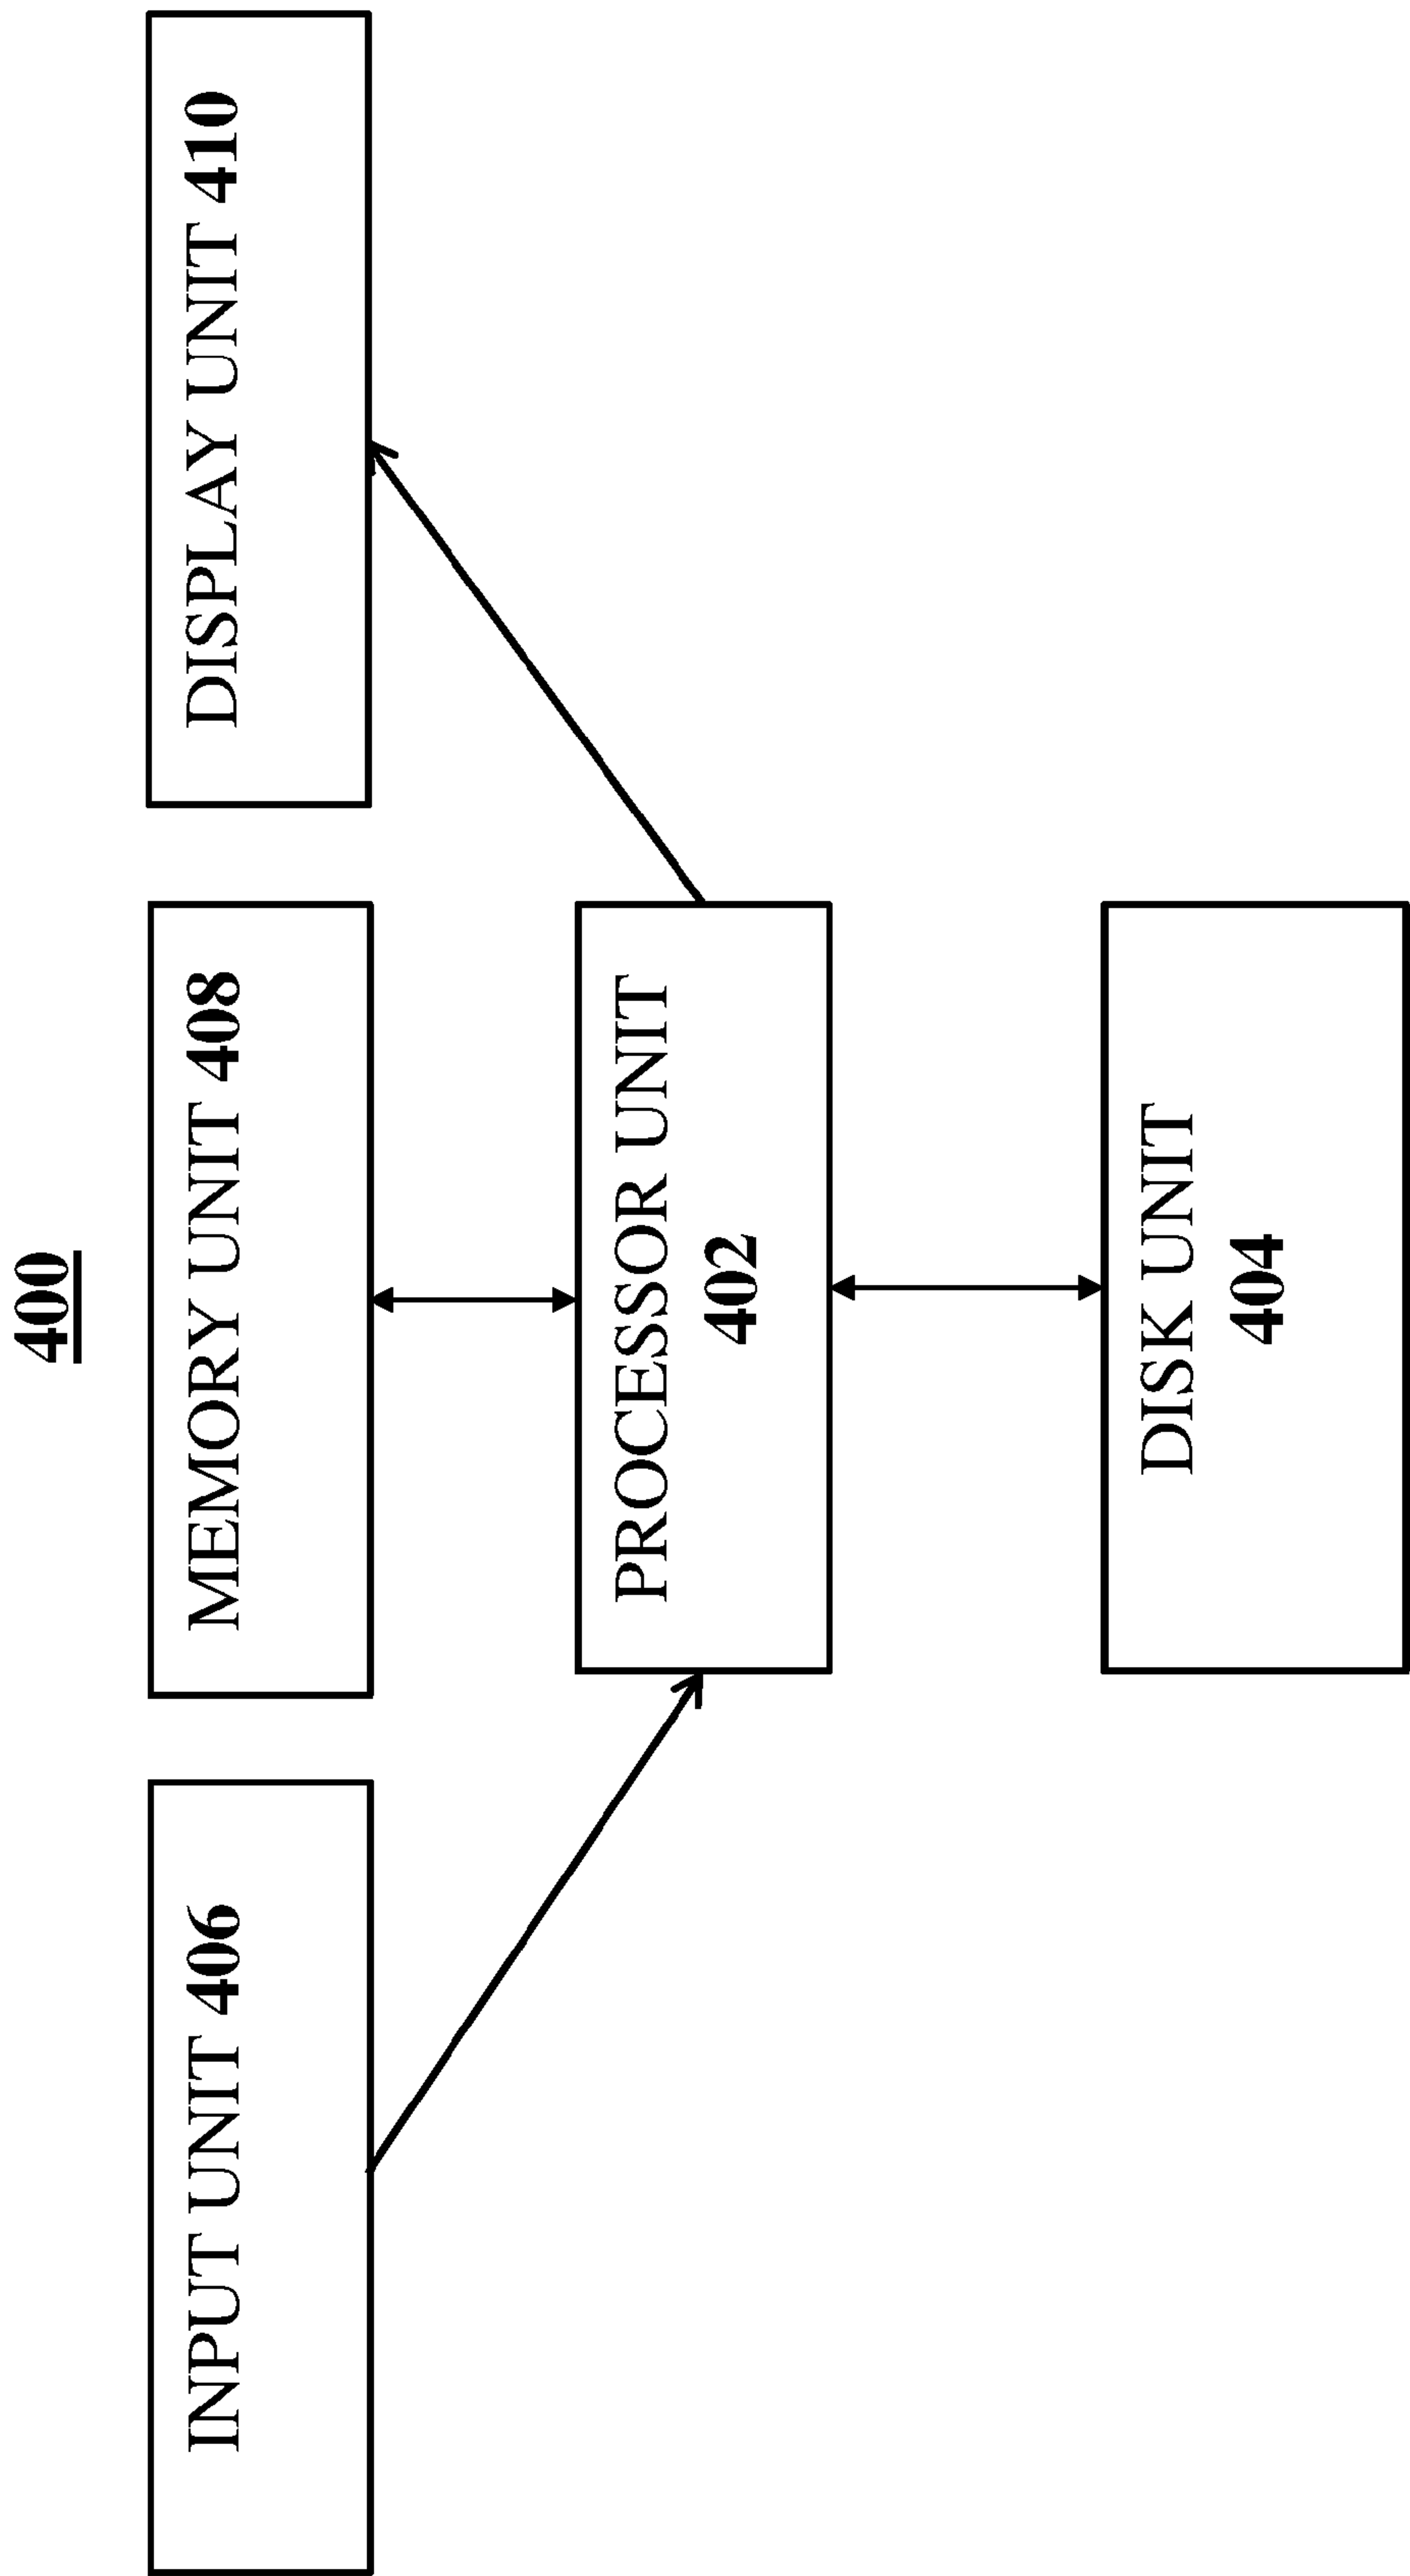 400
INPUT UNIT 406
MEMORY UNIT 408
DISPLAY UNIT 410
PROCESSOR UNIT
402
DISK UNIT
404